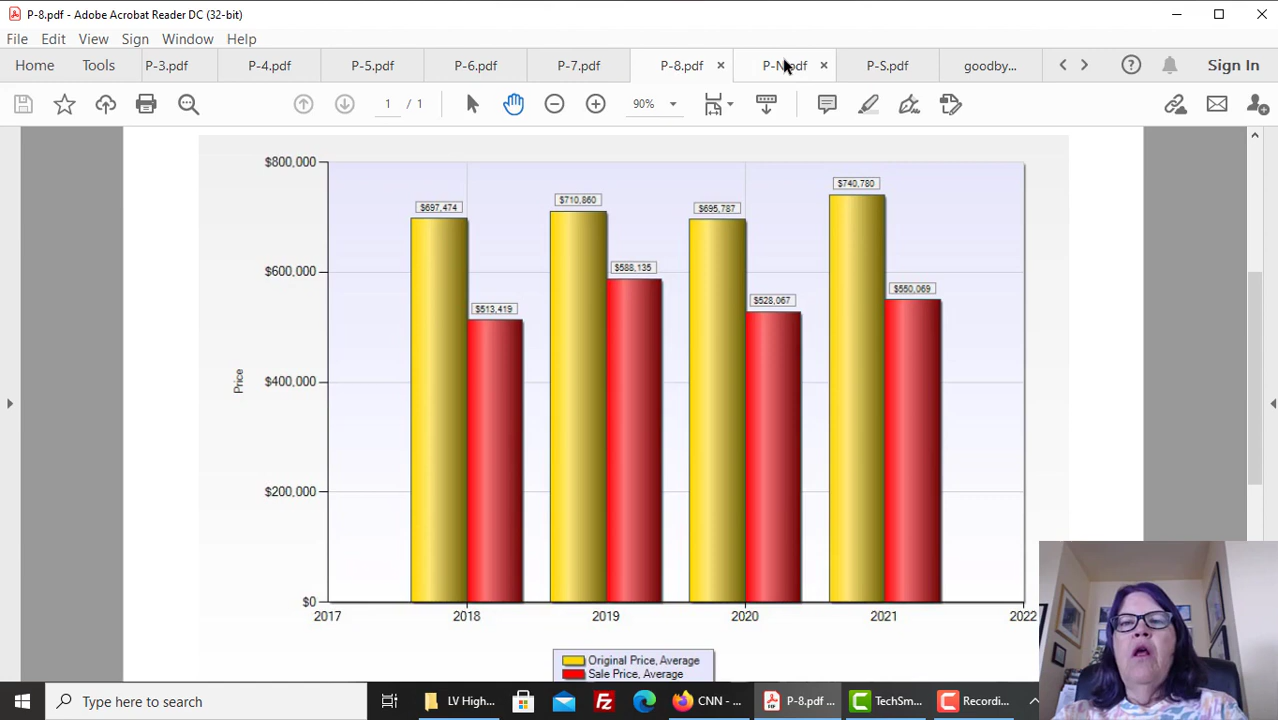 P-8.pdf - Adobe Acrobat Reader DC (32-bit)
File Edit View Sign Window Help
Home Tools P-3.pdf P-4.pdf P-5.pdf P-6.pdf P-7.pdf P-8.pdf P-N.pdf P-S.pdf goodby... Sign In
1 / 1 90%
$800,000
$740,780
$710,860
$697,474
$695,787
$600,000
$588,135
$550,069
$528,067
$513,419
Price
$400,000
$200,000
$0
2017 2018 2019 2020 2021 2022
Original Price, Average
Sale Price, Average
Type here to search LV High... CNN - ... P-8.pdf ... TechSm... Recordi...